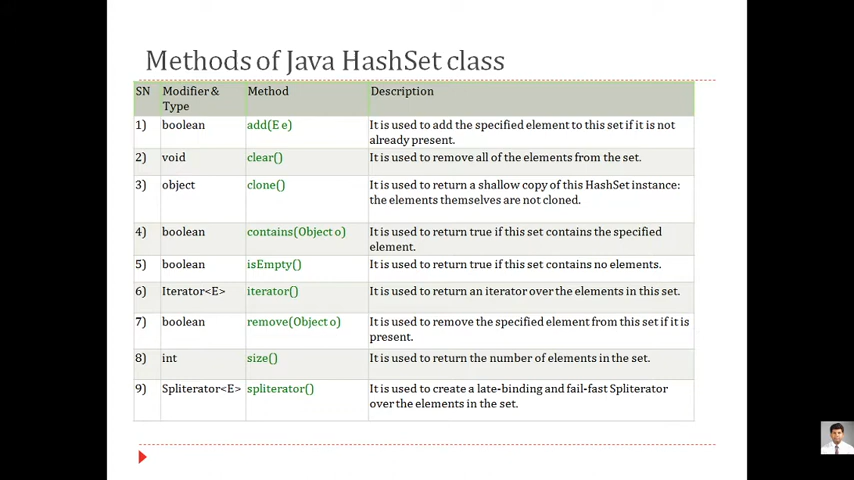 Methods of Java HashSet class
SN Modifier & Type Method Description
1) boolean add(E e) It is used to add the specified element to this set if it is not
already present.
2) void clear() It is used to remove all of the elements from the set.
3) object clone() It is used to return a shallow copy of this HashSet instance:
the elements themselves are not cloned.
4) boolean contains(Object o) It is used to return true if this set contains the specified
element.
5) boolean isEmpty() It is used to return true if this set contains no elements.
6) Iterator<E> iterator() It is used to return an iterator over the elements in this set.
7) boolean remove(Object o) It is used to remove the specified element from this set if it is
present.
8) int size() It is used to return the number of elements in the set.
9) Spliterator<E> spliterator() It is used to create a late-binding and fail-fast Spliterator
over the elements in the set.